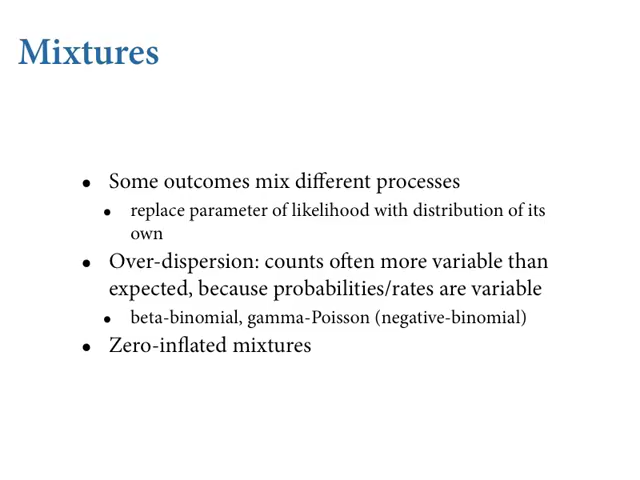 Mixtures
• Some outcomes mix different processes
• replace parameter of likelihood with distribution of its
own
• Over-dispersion: counts often more variable than
expected, because probabilities/rates are variable
• beta-binomial, gamma-Poisson (negative-binomial)
• Zero-inflated mixtures